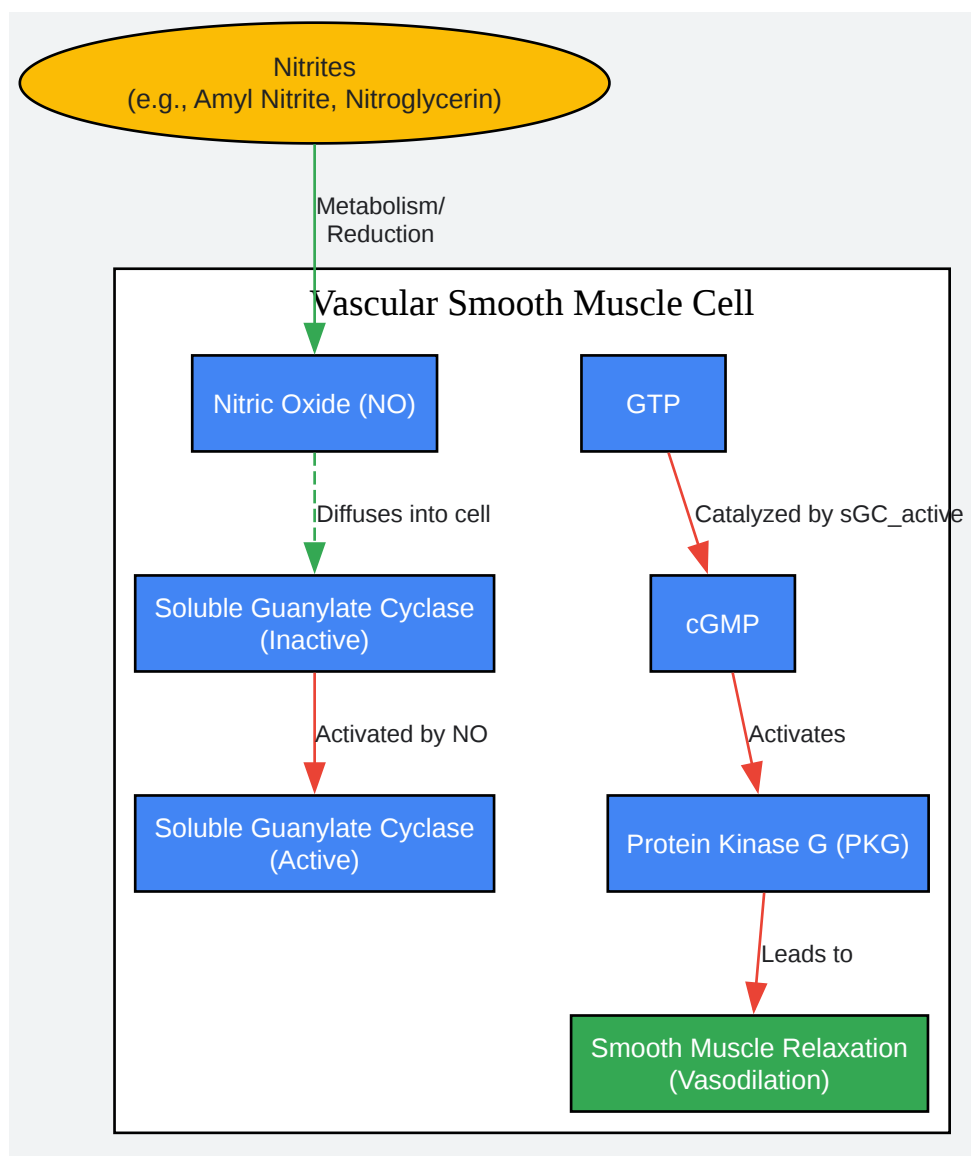 Nitrites
(e.g., Amyl Nitrite, Nitroglycerin)
Metabolism/
Reduction
Vascular Smooth Muscle Cell
Nitric Oxide (NO)
GTP
Diffuses into cell
Catalyzed by sGC_active
Soluble Guanylate Cyclase
(Inactive)
cGMP
Activated by NO
Activates
Soluble Guanylate Cyclase
(Active)
Protein Kinase G (PKG)
Leads to
Smooth Muscle Relaxation
(Vasodilation)